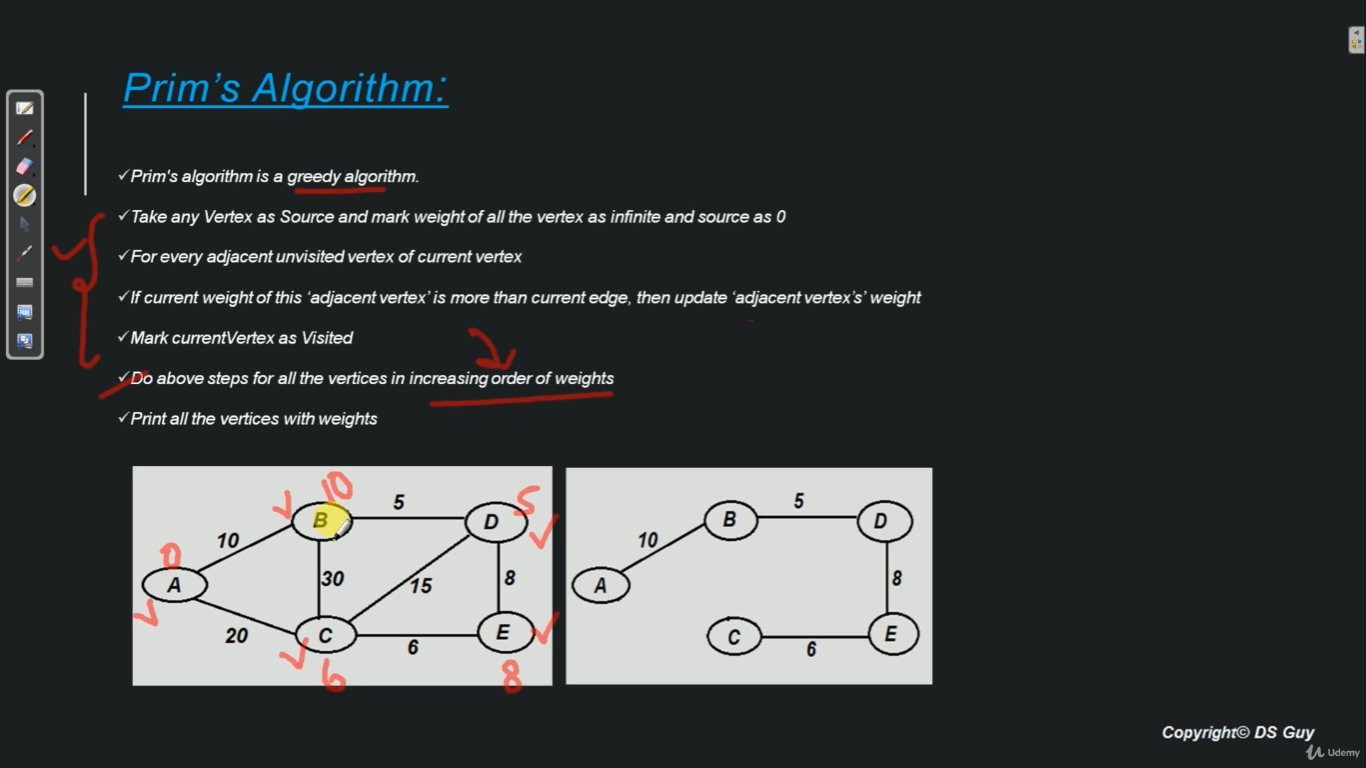 Prim's Algorithm:
✓Prim's algorithm is a greedy algorithm.
✓Take any Vertex as Source and mark weight of all the vertex as infinite and source as 0
✓For every adjacent unvisited vertex of current vertex
✓If current weight of this ‘adjacent vertex’ is more than current edge, then update ‘adjacent vertex’s’ weight
✓Mark currentVertex as Visited
✓Do above steps for all the vertices in increasing order of weights
✓Print all the vertices with weights
10
B 5 D 5
10
0
A
30 15 8
20
C 6 E
6 8
B 5 D
10
A
8
C 6 E
Copyright© DS Guy
Udemy